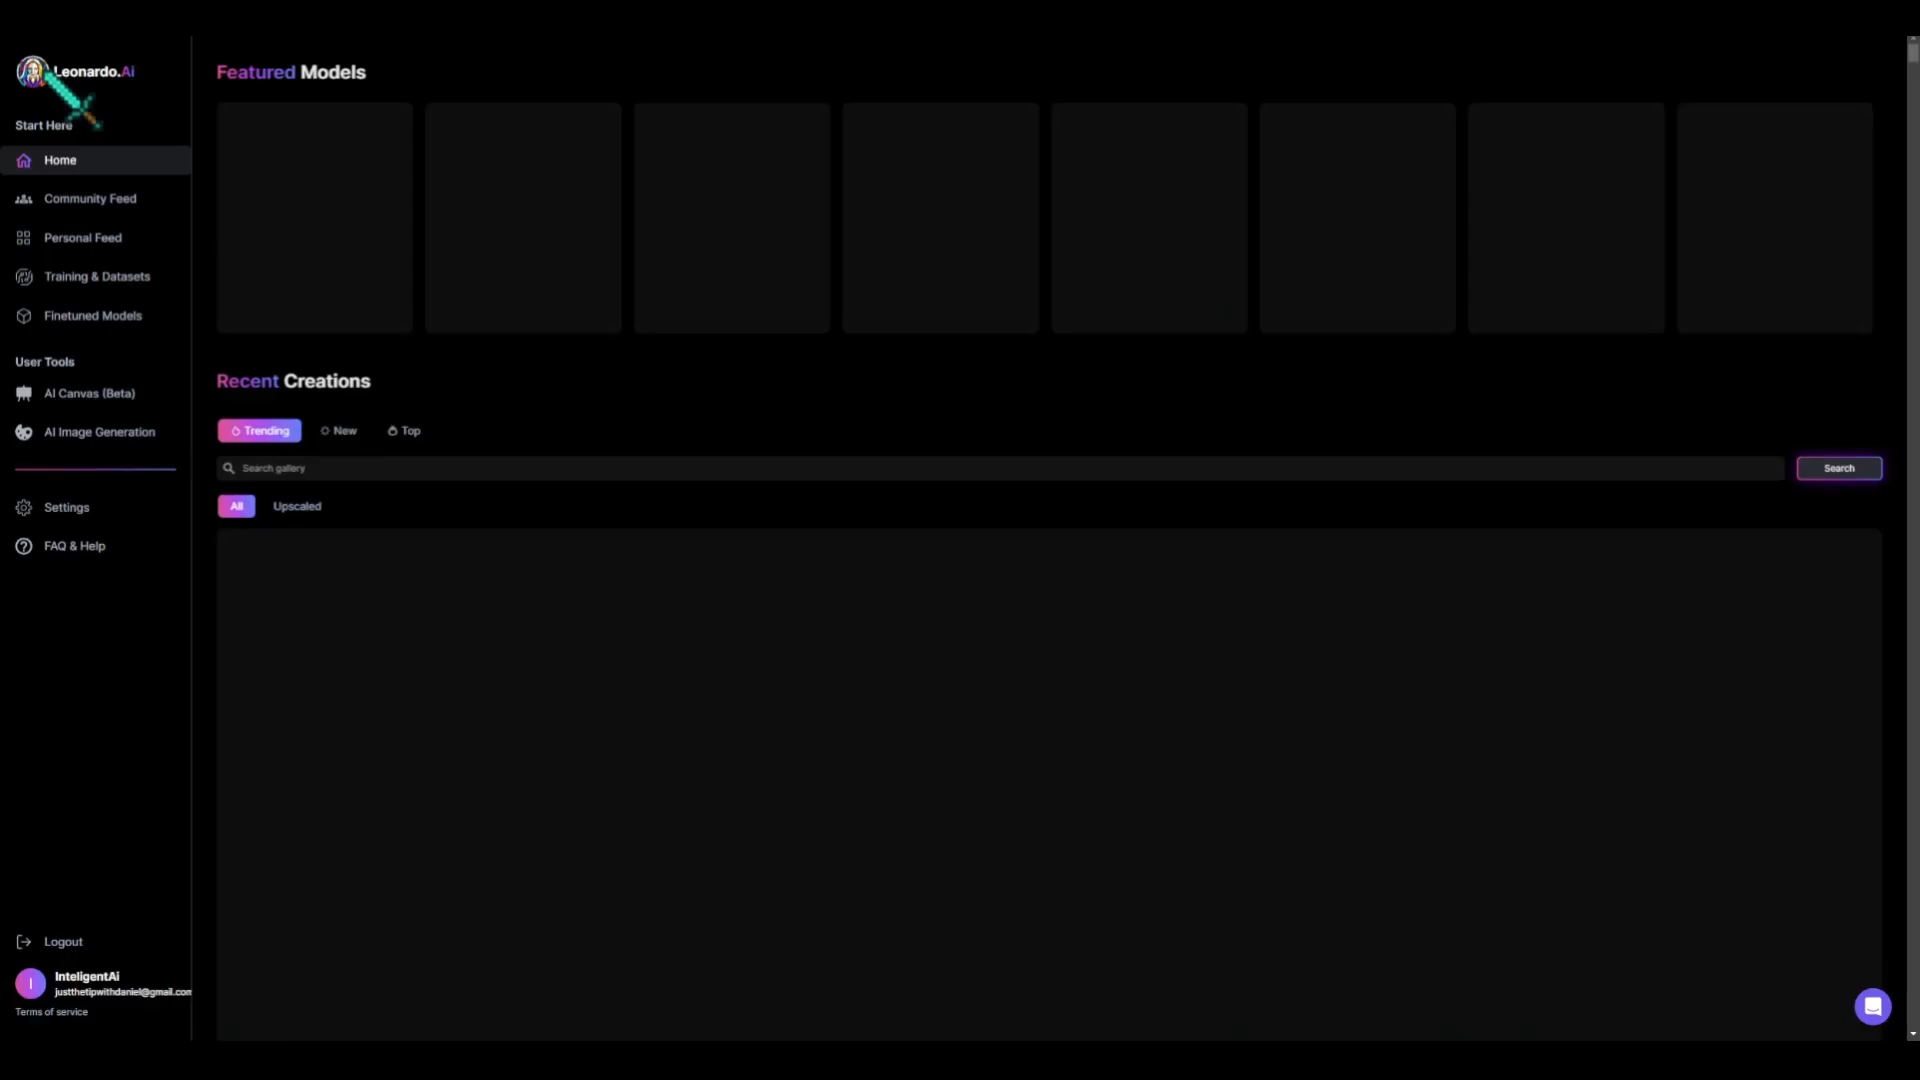 Leonardo.Ai
Start Here
Home
Community Feed
Personal Feed
Training & Datasets
Finetuned Models
User Tools
AI Canvas (Beta)
AI Image Generation
Settings
FAQ & Help
Logout
I
InteligentAi
justthetipwithdaniel@gmail.com
Terms of service
Featured Models
Recent Creations
Trending
New
Top
Search gallery
Search
All
Upscaled